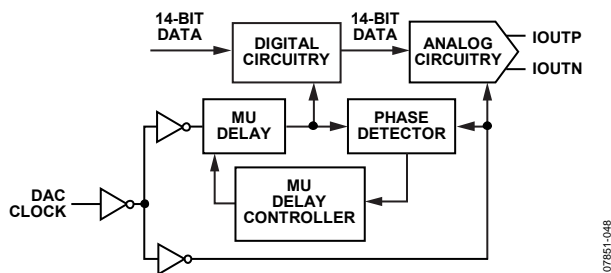 14-BIT
DATA
DIGITAL
CIRCUITRY
14-BIT
DATA
ANALOG
CIRCUITRY
IOUTP
IOUTN
MU
DELAY
PHASE
DETECTOR
MU
DELAY
CONTROLLER
DAC
CLOCK
07851-048